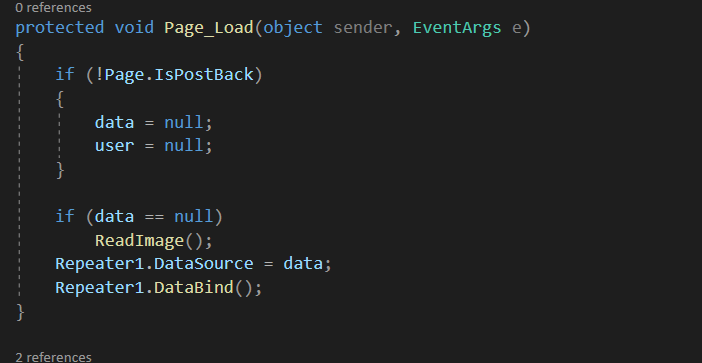 0 references
protected void Page_Load(object sender, EventArgs e)
{
if (!Page.IsPostBack)
{
data = null;
user = null;
}
if (data == null)
ReadImage();
Repeater1.DataSource = data;
Repeater1.DataBind();
}
2 references